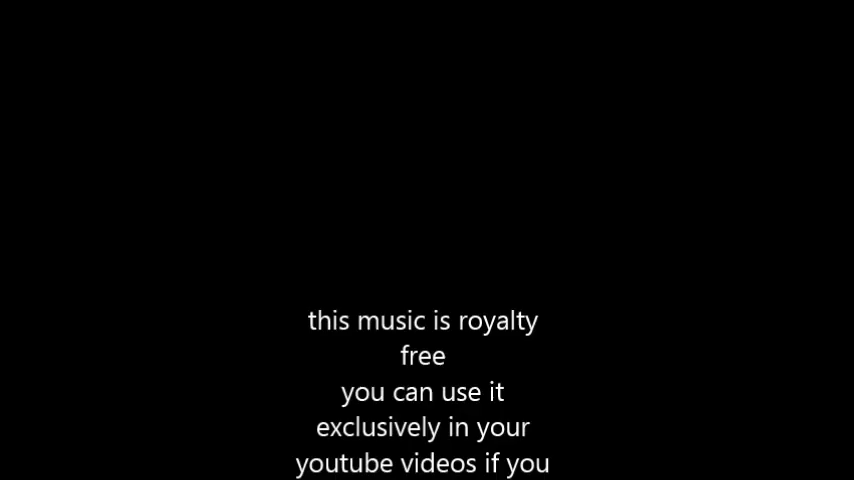 this music is royalty
free
you can use it
exclusively in your
youtube videos if you